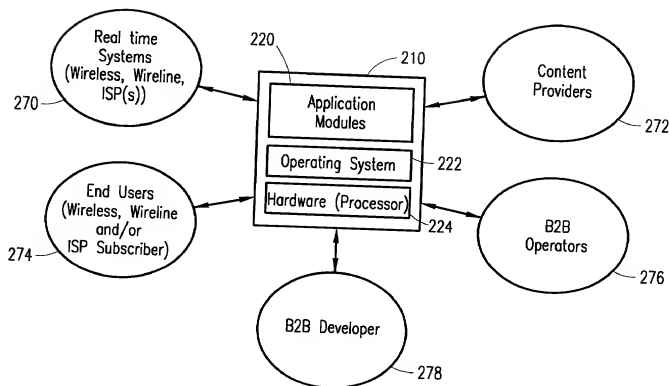 220
210
Real time
Systems
(Wireless, Wireline,
ISP(s))
270
Application
Modules
Content
Providers
272
Operating System
222
Hardware (Processor)
224
End Users
(Wireless, Wireline
and/or
ISP Subscriber)
274
B2B
Operators
276
B2B Developer
278